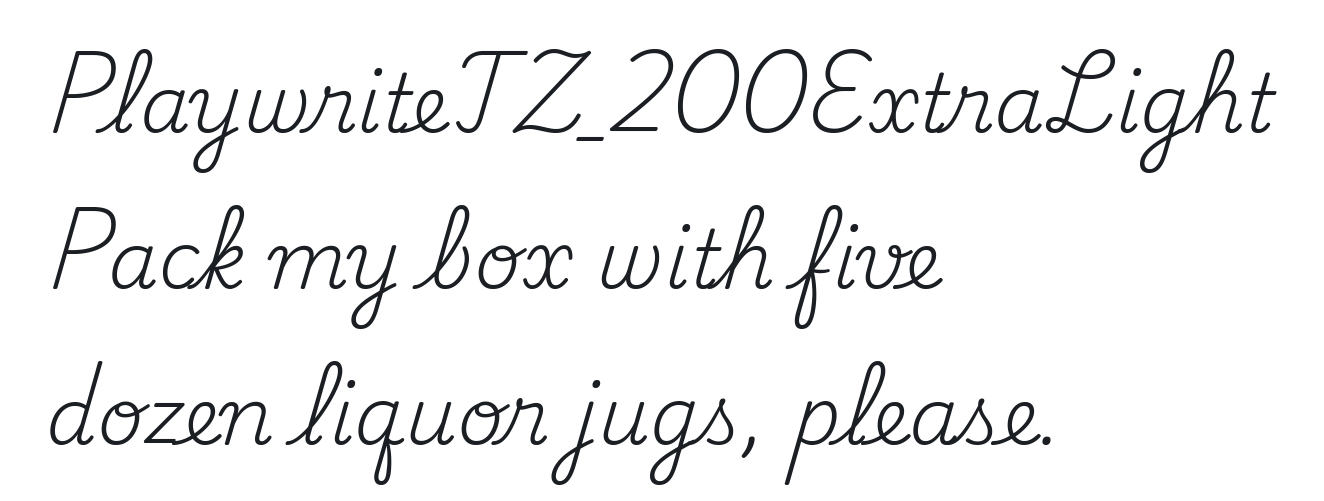 PlaywriteTZ_200ExtraLight
Pack my box with five
dozen liquor jugs, please.